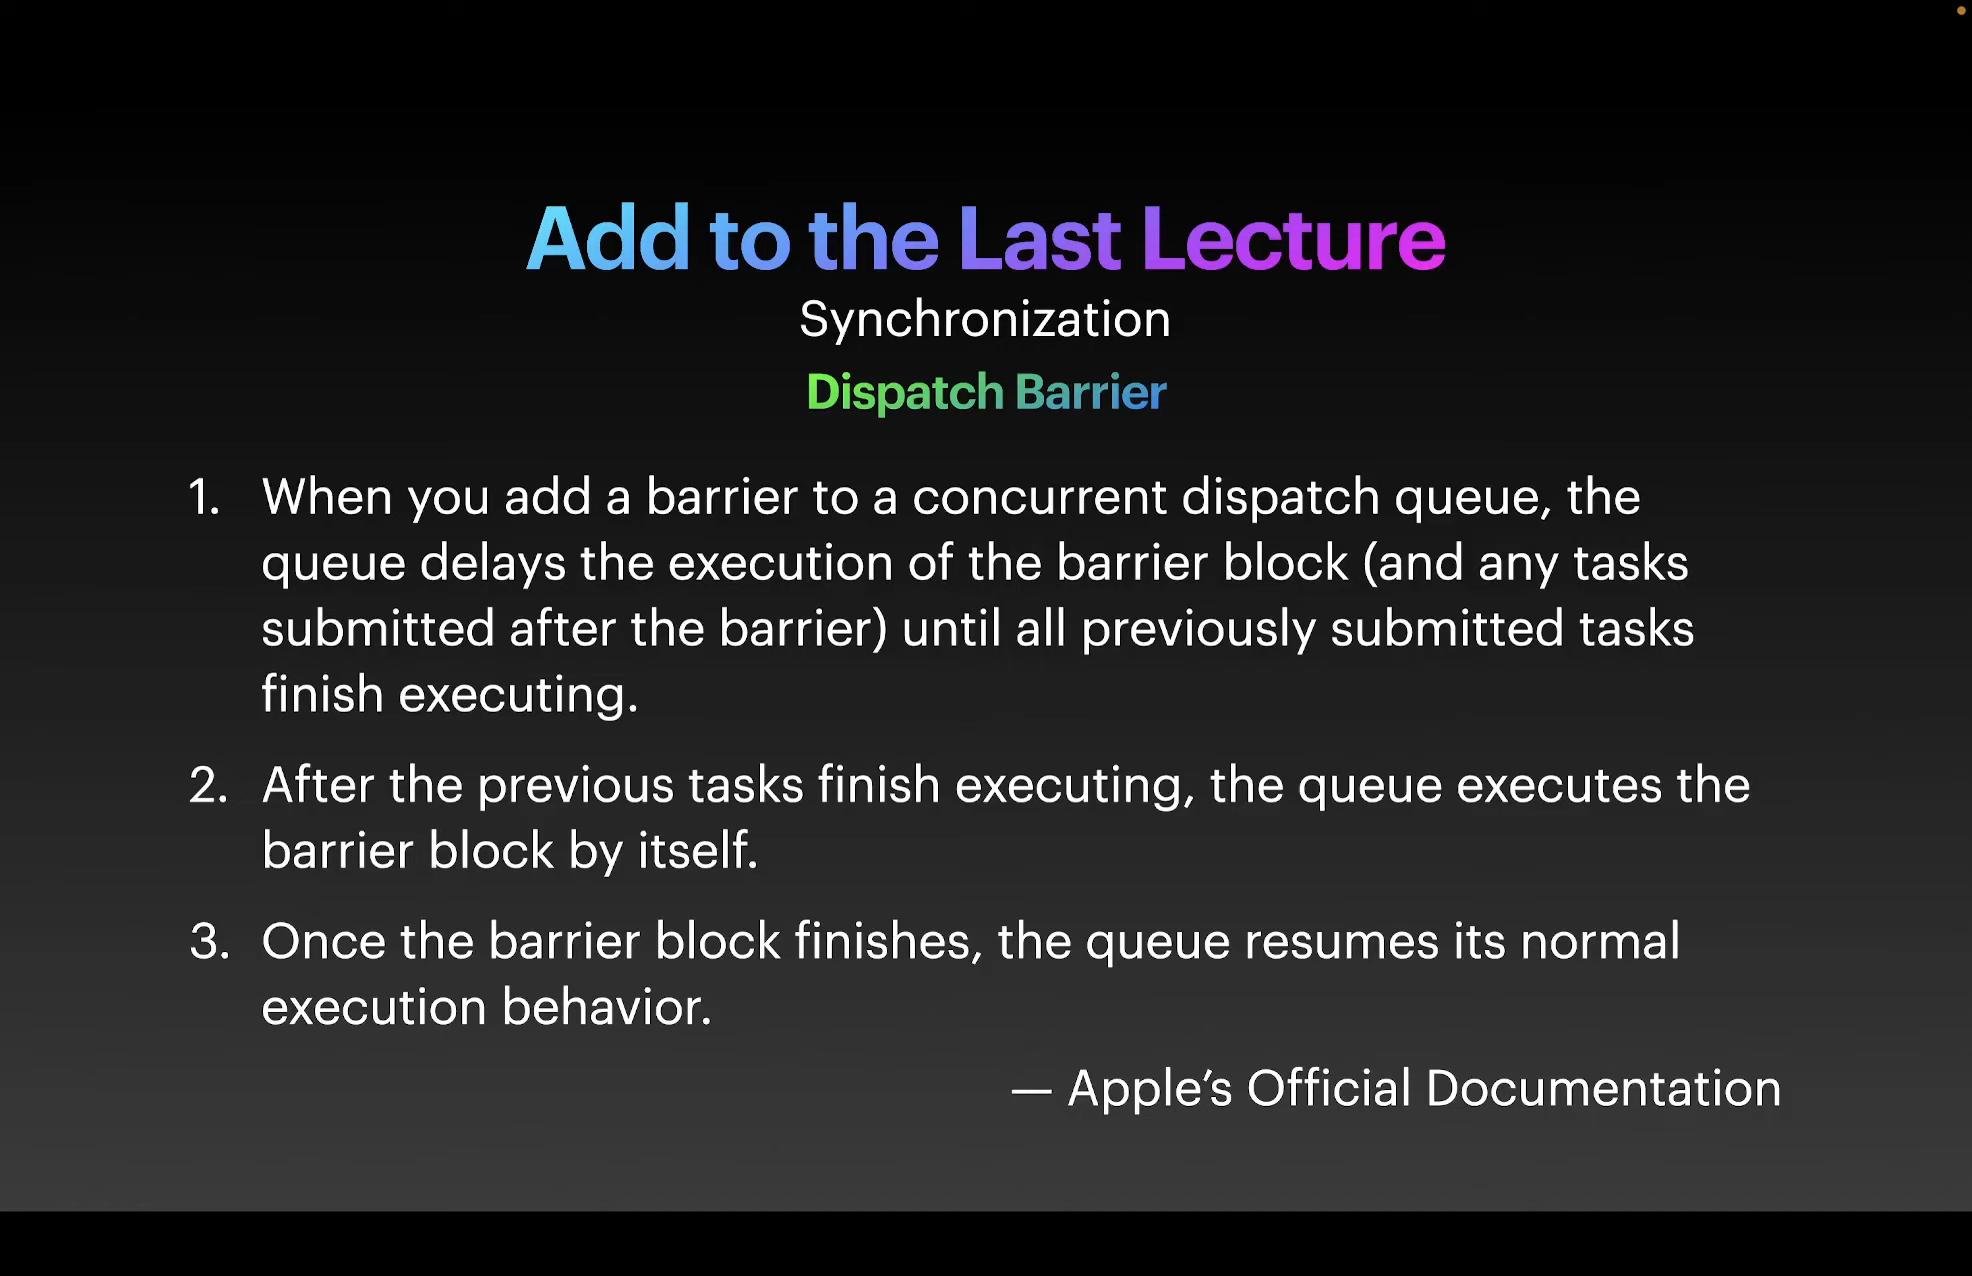 Add to the Last Lecture
Synchronization
Dispatch Barrier
1. When you add a barrier to a concurrent dispatch queue, the
queue delays the execution of the barrier block (and any tasks
submitted after the barrier) until all previously submitted tasks
finish executing.
2. After the previous tasks finish executing, the queue executes the
barrier block by itself.
3. Once the barrier block finishes, the queue resumes its normal
execution behavior.
— Apple’s Official Documentation